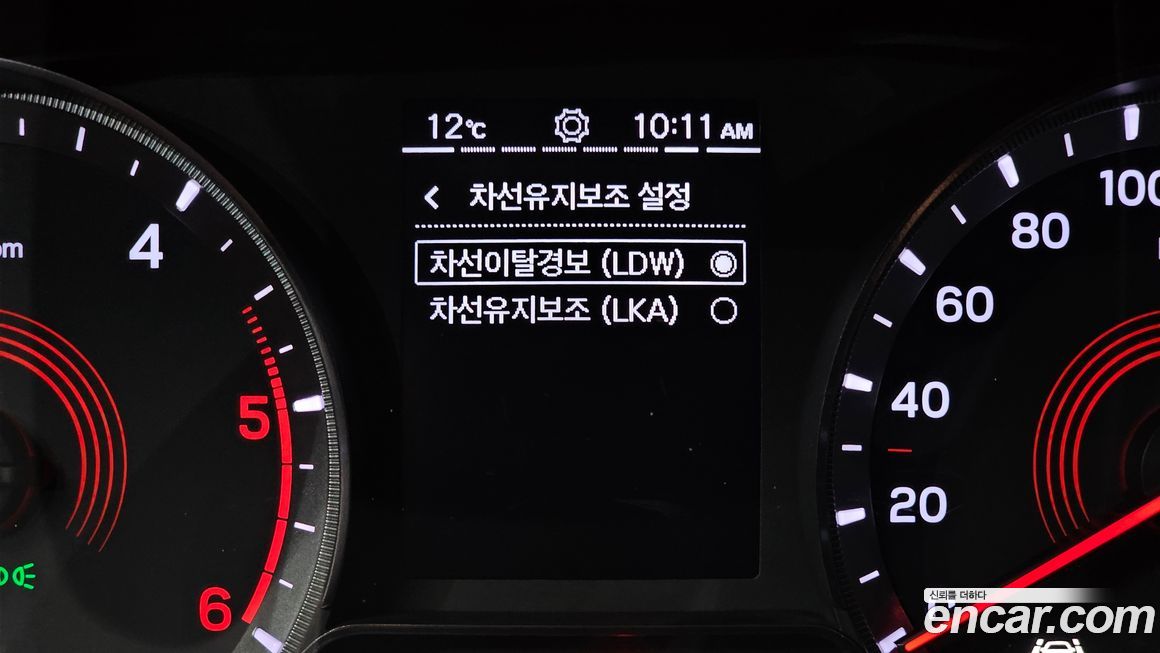 12℃ 10:11 AM
차선유지보조 설정
차선이탈경보 (LDW)
차선유지보조 (LKA)
4
5
6
100
80
60
40
20
신뢰를 더하다
encar.com